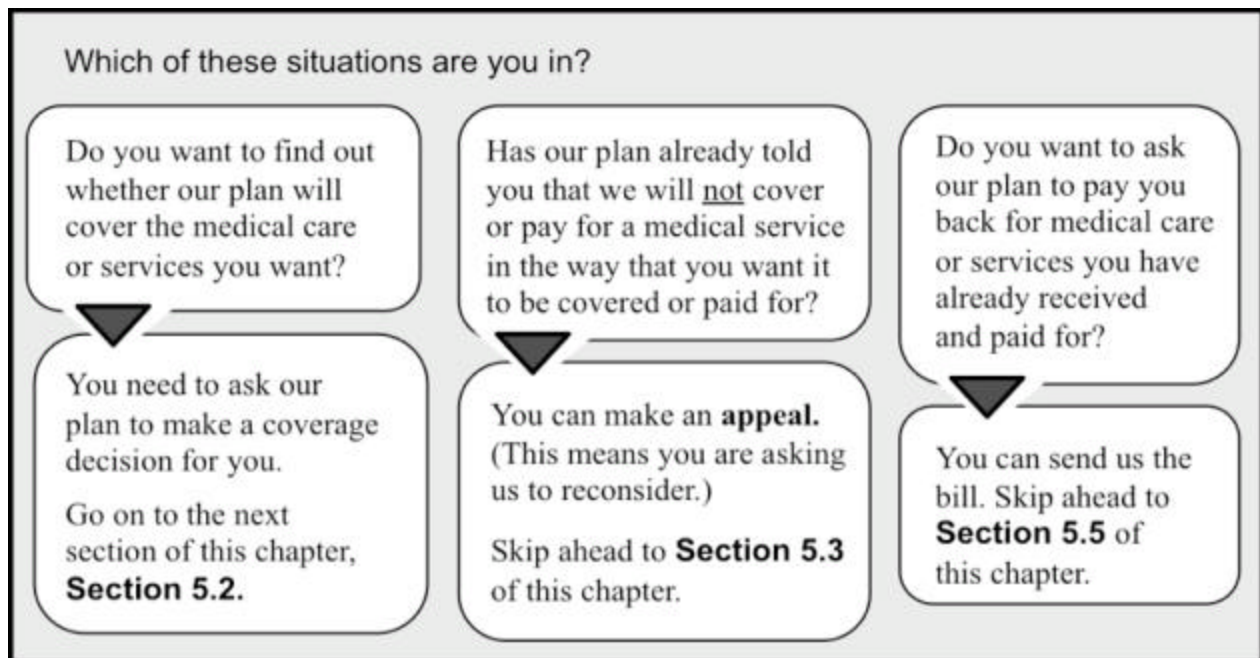 Which of these situations are you in?
Do you want to find out
whether our plan will
cover the medical care
or services you want?
You need to ask our
plan to make a coverage
decision for you.
Go on to the next
section of this chapter,
Section 5.2.
Has our plan already told
you that we will not cover
or pay for a medical service
in the way that you want it
to be covered or paid for?
You can make an appeal.
(This means you are asking
us to reconsider.)
Skip ahead to Section 5.3
of this chapter.
Do you want to ask
our plan to pay you
back for medical care
or services you have
already received
and paid for?
You can send us the
bill. Skip ahead to
Section 5.5 of
this chapter.